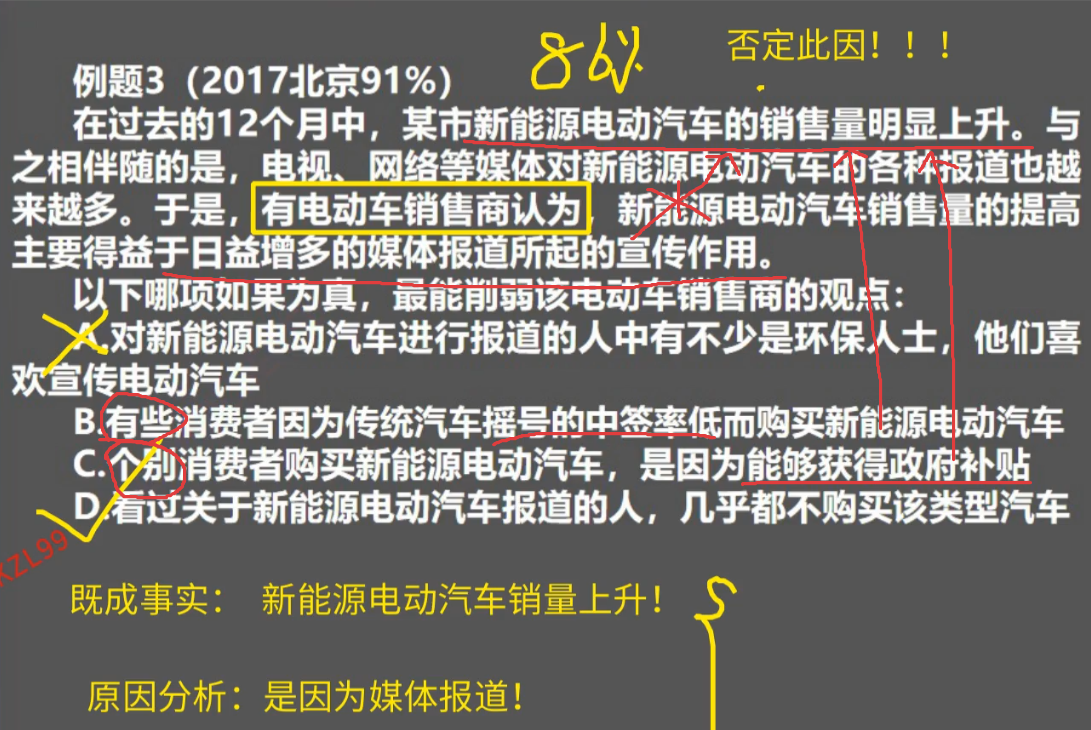 86%
否定此因！！！
例题3（2017北京91%）
在过去的12个月中，某市新能源电动汽车的销售量明显上升。与
之相伴随的是，电视、网络等媒体对新能源电动汽车的各种报道也越
来越多。于是，有电动车销售商认为，新能源电动汽车销售量的提高
主要得益于日益增多的媒体报道所起的宣传作用。
以下哪项如果为真，最能削弱该电动车销售商的观点：
A.对新能源电动汽车进行报道的人中有不少是环保人士，他们喜
欢宣传电动汽车
B.有些消费者因为传统汽车摇号的中签率低而购买新能源电动汽车
C.个别消费者购买新能源电动汽车，是因为能够获得政府补贴
D.看过关于新能源电动汽车报道的人，几乎都不购买该类型汽车
KZL99
既成事实： 新能源电动汽车销量上升！
原因分析：是因为媒体报道！